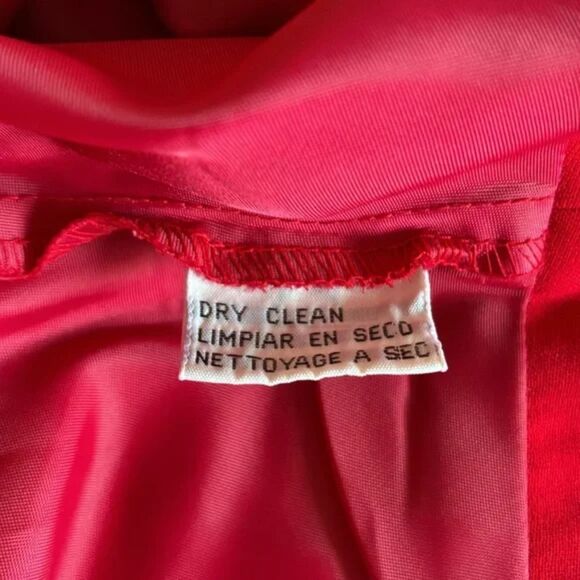 DRY CLEAN
LIMPIAR EN SECO
NETTOYAGE A SEC